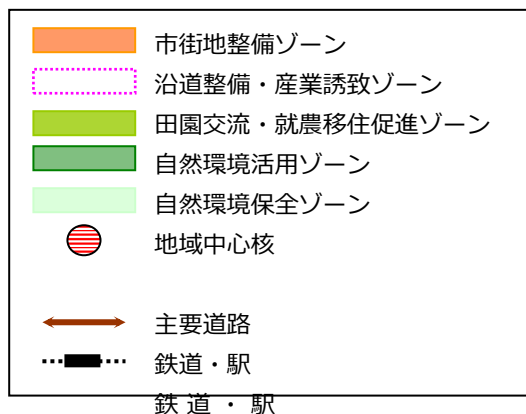 市街地整備ゾーン
沿道整備・産業誘致ゾーン
田園交流・就農移住促進ゾーン
自然環境活用ゾーン
自然環境保全ゾーン
地域中心核
主要道路
鉄道・駅
鉄道・駅